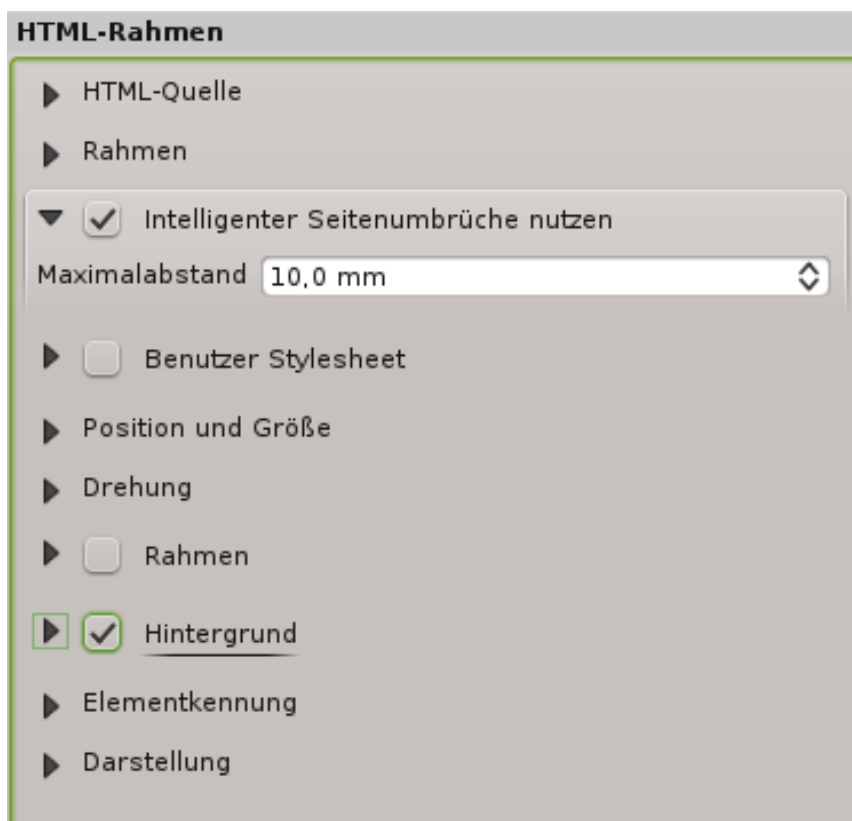 HTML-Rahmen
HTML-Quelle
Rahmen
Intelligenter Seitenumbrüche nutzen
Maximalabstand 10,0 mm
Benutzer Stylesheet
Position und Größe
Drehung
Rahmen
Hintergrund
Elementkennung
Darstellung